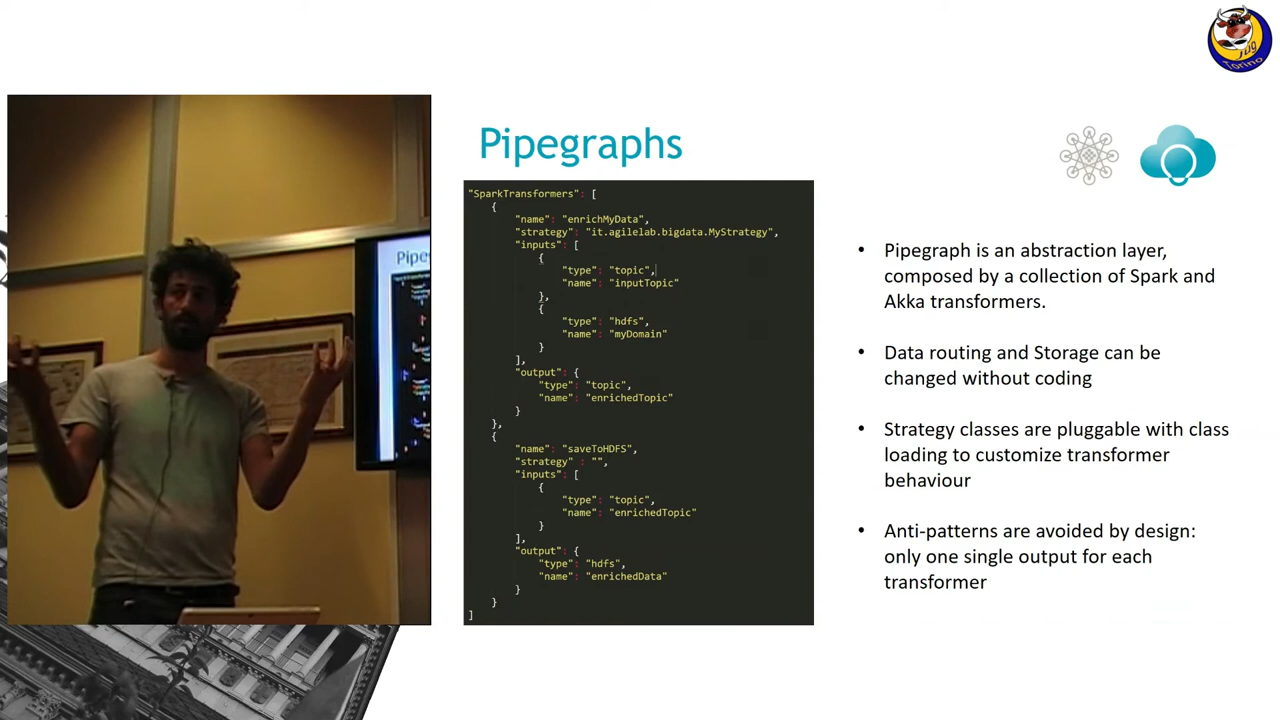 Jug
Torino
Pipegraphs
Pipe
"SparkTransformers": [
{
"name": "enrichMyData",
"strategy": "it.agilelab.bigdata.MyStrategy",
"inputs": [
{
"type": "topic",
"name": "inputTopic"
},
{
"type": "hdfs",
"name": "myDomain"
}
],
"output": {
"type": "topic",
"name": "enrichedTopic"
}
},
{
"name": "saveToHDFS",
"strategy" : "",
"inputs": [
{
"type": "topic",
"name": "enrichedTopic"
}
],
"output": {
"type": "hdfs",
"name": "enrichedData"
}
}
]
• Pipegraph is an abstraction layer,
composed by a collection of Spark and
Akka transformers.
• Data routing and Storage can be
changed without coding
• Strategy classes are pluggable with class
loading to customize transformer
behaviour
• Anti-patterns are avoided by design:
only one single output for each
transformer